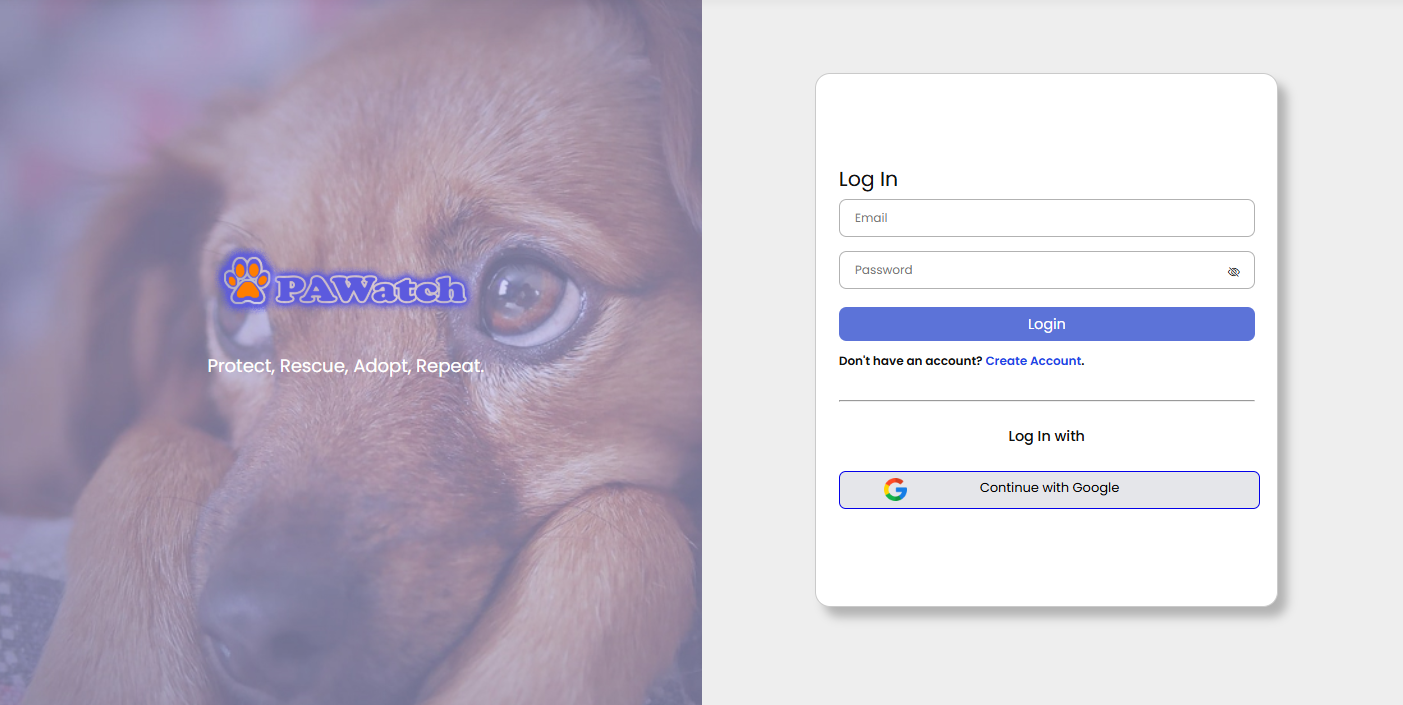 PAWatch
Protect, Rescue, Adopt, Repeat.
Log In
Email
Password
Login
Don't have an account? Create Account.
Log In with
Continue with Google